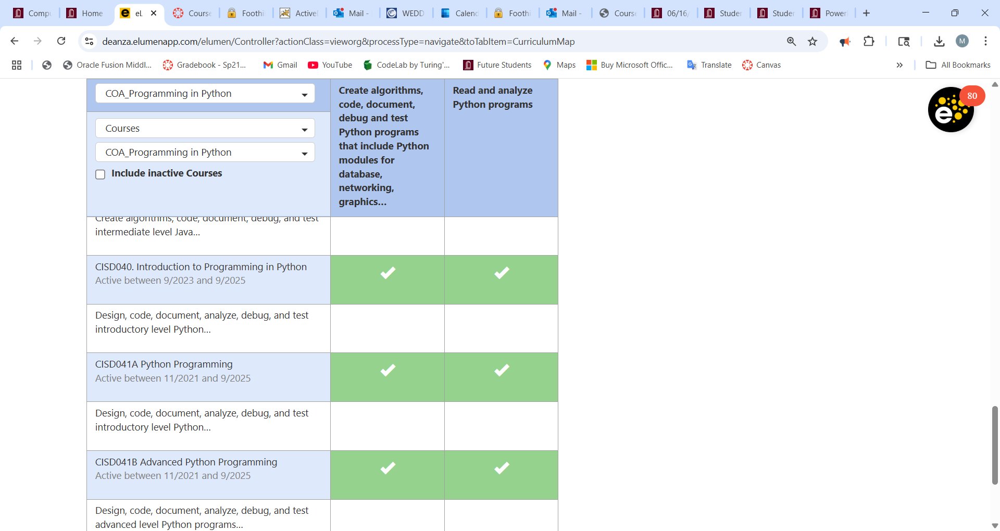 Compu
Home
eL
Course
Foothi
Activel
Mail -
WEDD
Calend
Foothi
Mail -
Course
06/16/
Studer
Studer
Power
deanza.elumenapp.com/elumen/Controller?actionClass=vieworg&processType=navigate&toTabItem=CurriculumMap
M
Oracle Fusion Middl...
Gradebook - Sp21...
Gmail
YouTube
CodeLab by Turing'...
Future Students
Maps
Buy Microsoft Offic...
Translate
Canvas
All Bookmarks
COA_Programming in Python
Courses
COA_Programming in Python
Include inactive Courses
Create algorithms,
code, document,
debug and test
Python programs
that include Python
modules for
database,
networking,
graphics...
Read and analyze
Python programs
e
80
Create algorithms, code, document, debug, and test
intermediate level Java...
CISD040. Introduction to Programming in Python
Active between 9/2023 and 9/2025
Design, code, document, analyze, debug, and test
introductory level Python...
CISD041A Python Programming
Active between 11/2021 and 9/2025
Design, code, document, analyze, debug, and test
introductory level Python...
CISD041B Advanced Python Programming
Active between 11/2021 and 9/2025
Design, code, document, analyze, debug, and test
advanced level Python programs...